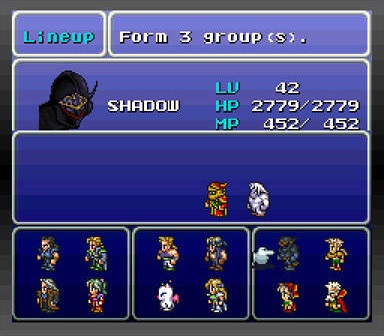 Lineup
Form 3 group(s).
SHADOW
LV 42
HP 2779/2779
MP 452/ 452